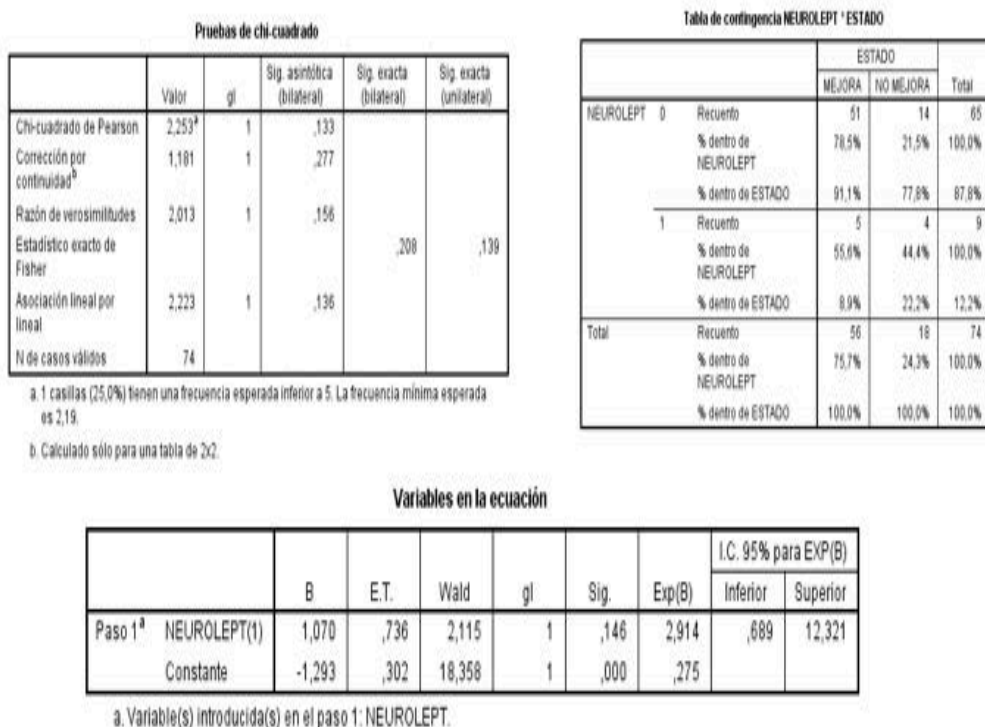 Pruebas de chi-cuadrado
Valor gl Sig. asintótica (bilateral) Sig. exacta (bilateral) Sig. exacta (unilateral)
Chi-cuadrado de Pearson 2,253a 1 ,133
Corrección por continuidadb 1,181 1 ,277
Razón de verosimilitudes 2,013 1 ,156
Estadístico exacto de Fisher ,208 ,139
Asociación lineal por lineal 2,223 1 ,136
N de casos válidos 74
a. 1 casillas (25,0%) tienen una frecuencia esperada inferior a 5. La frecuencia mínima esperada
es 2,19.
b. Calculado sólo para una tabla de 2x2.
Tabla de contingencia NEUROLEPT * ESTADO
ESTADO
MEJORA NO MEJORA Total
NEUROLEPT 0 Recuento 51 14 65
% dentro de NEUROLEPT 78,5% 21,5% 100,0%
% dentro de ESTADO 91,1% 77,8% 87,8%
1 Recuento 5 4 9
% dentro de NEUROLEPT 55,6% 44,4% 100,0%
% dentro de ESTADO 8,9% 22,2% 12,2%
Total Recuento 56 18 74
% dentro de NEUROLEPT 75,7% 24,3% 100,0%
% dentro de ESTADO 100,0% 100,0% 100,0%
Variables en la ecuación
I.C. 95% para EXP(B)
B E.T. Wald gl Sig. Exp(B) Inferior Superior
Paso 1a NEUROLEPT(1) 1,070 ,736 2,115 1 ,146 2,914 ,689 12,321
Constante -1,293 ,302 18,358 1 ,000 ,275
a. Variable(s) introducida(s) en el paso 1: NEUROLEPT.